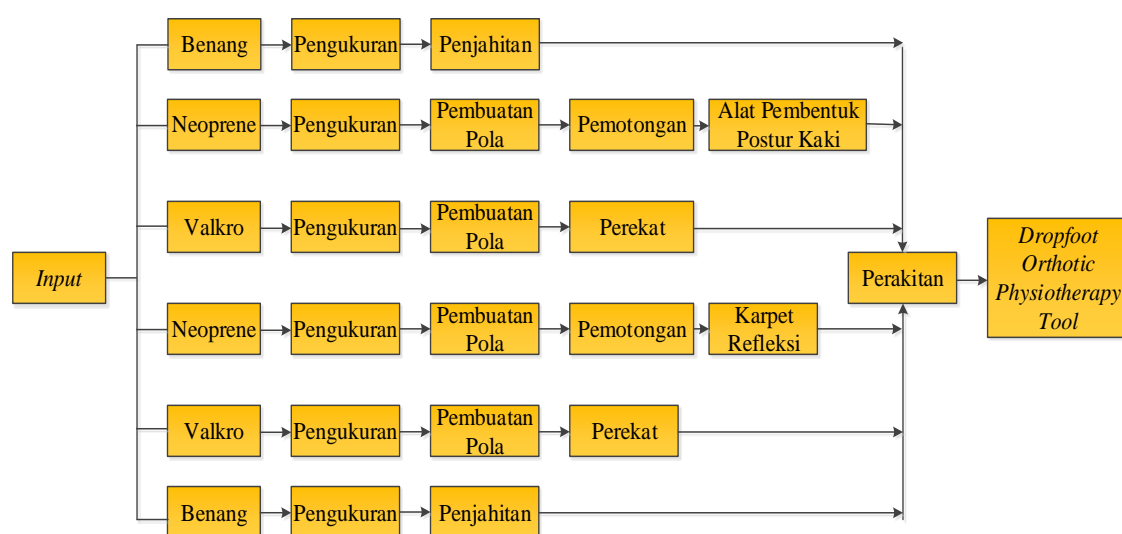 Benang
Pengukuran
Penjahitan
Neoprene
Pengukuran
Pembuatan
Pola
Pemotongan
Alat Pembentuk
Postur Kaki
Valkro
Pengukuran
Pembuatan
Pola
Perekat
Input
Perakitan
Dropfoot
Orthotic
Physiotherapy
Tool
Neoprene
Pengukuran
Pembuatan
Pola
Pemotongan
Karpet
Refleksi
Valkro
Pengukuran
Pembuatan
Pola
Perekat
Benang
Pengukuran
Penjahitan